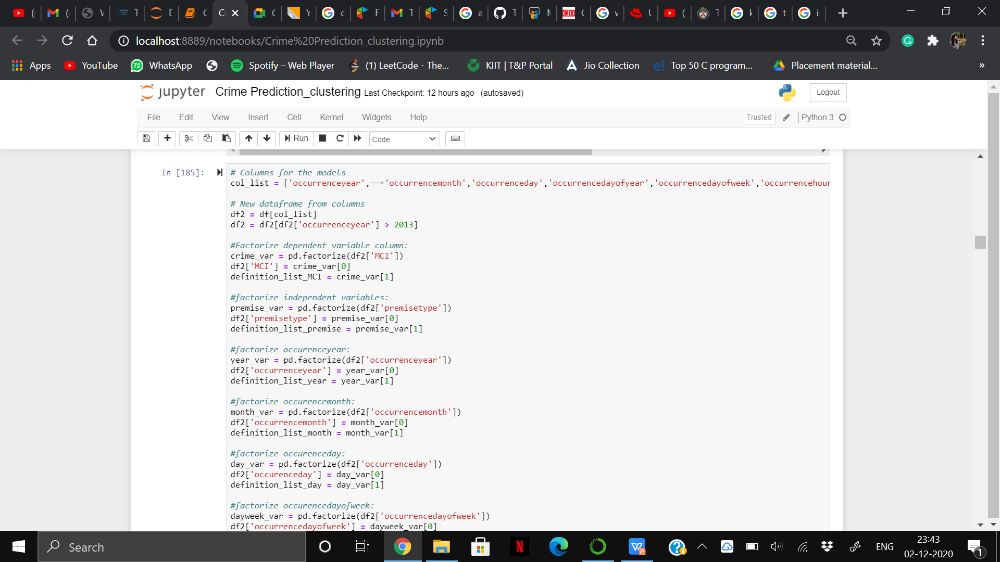 localhost:8889/notebooks/Crime%20Prediction_clustering.ipynb
Apps YouTube WhatsApp Spotify – Web Player (1) LeetCode - The... KIIT | T&P Portal Jio Collection Top 50 C program... Placement material... »
jupyter Crime Prediction_clustering Last Checkpoint: 12 hours ago (autosaved) Logout
File Edit View Insert Cell Kernel Widgets Help Trusted Python 3
Run Code
In [185]:
# Columns for the models
col_list = ['occurrenceyear', 'occurrencemonth','occurrenceday','occurrencedayofyear','occurrencedayofweek','occurrencehour
# New dataframe from columns
df2 = df[col_list]
df2 = df2[df2['occurrenceyear'] > 2013]
#Factorize dependent variable column:
crime_var = pd.factorize(df2['MCI'])
df2['MCI'] = crime_var[0]
definition_list_MCI = crime_var[1]
#factorize independent variables:
premise_var = pd.factorize(df2['premisetype'])
df2['premisetype'] = premise_var[0]
definition_list_premise = premise_var[1]
#factorize occurenceyear:
year_var = pd.factorize(df2['occurrenceyear'])
df2['occurrenceyear'] = year_var[0]
definition_list_year = year_var[1]
#factorize occurencemonth:
month_var = pd.factorize(df2['occurrencemonth'])
df2['occurrencemonth'] = month_var[0]
definition_list_month = month_var[1]
#factorize occurenceday:
day_var = pd.factorize(df2['occurrenceday'])
df2['occurenceday'] = day_var[0]
definition_list_day = day_var[1]
#factorize occurencedayofweek:
dayweek_var = pd.factorize(df2['occurrencedayofweek'])
df2['occurrencedayofweek'] = dayweek_var[0]
Search ENG 23:43
02-12-2020 1